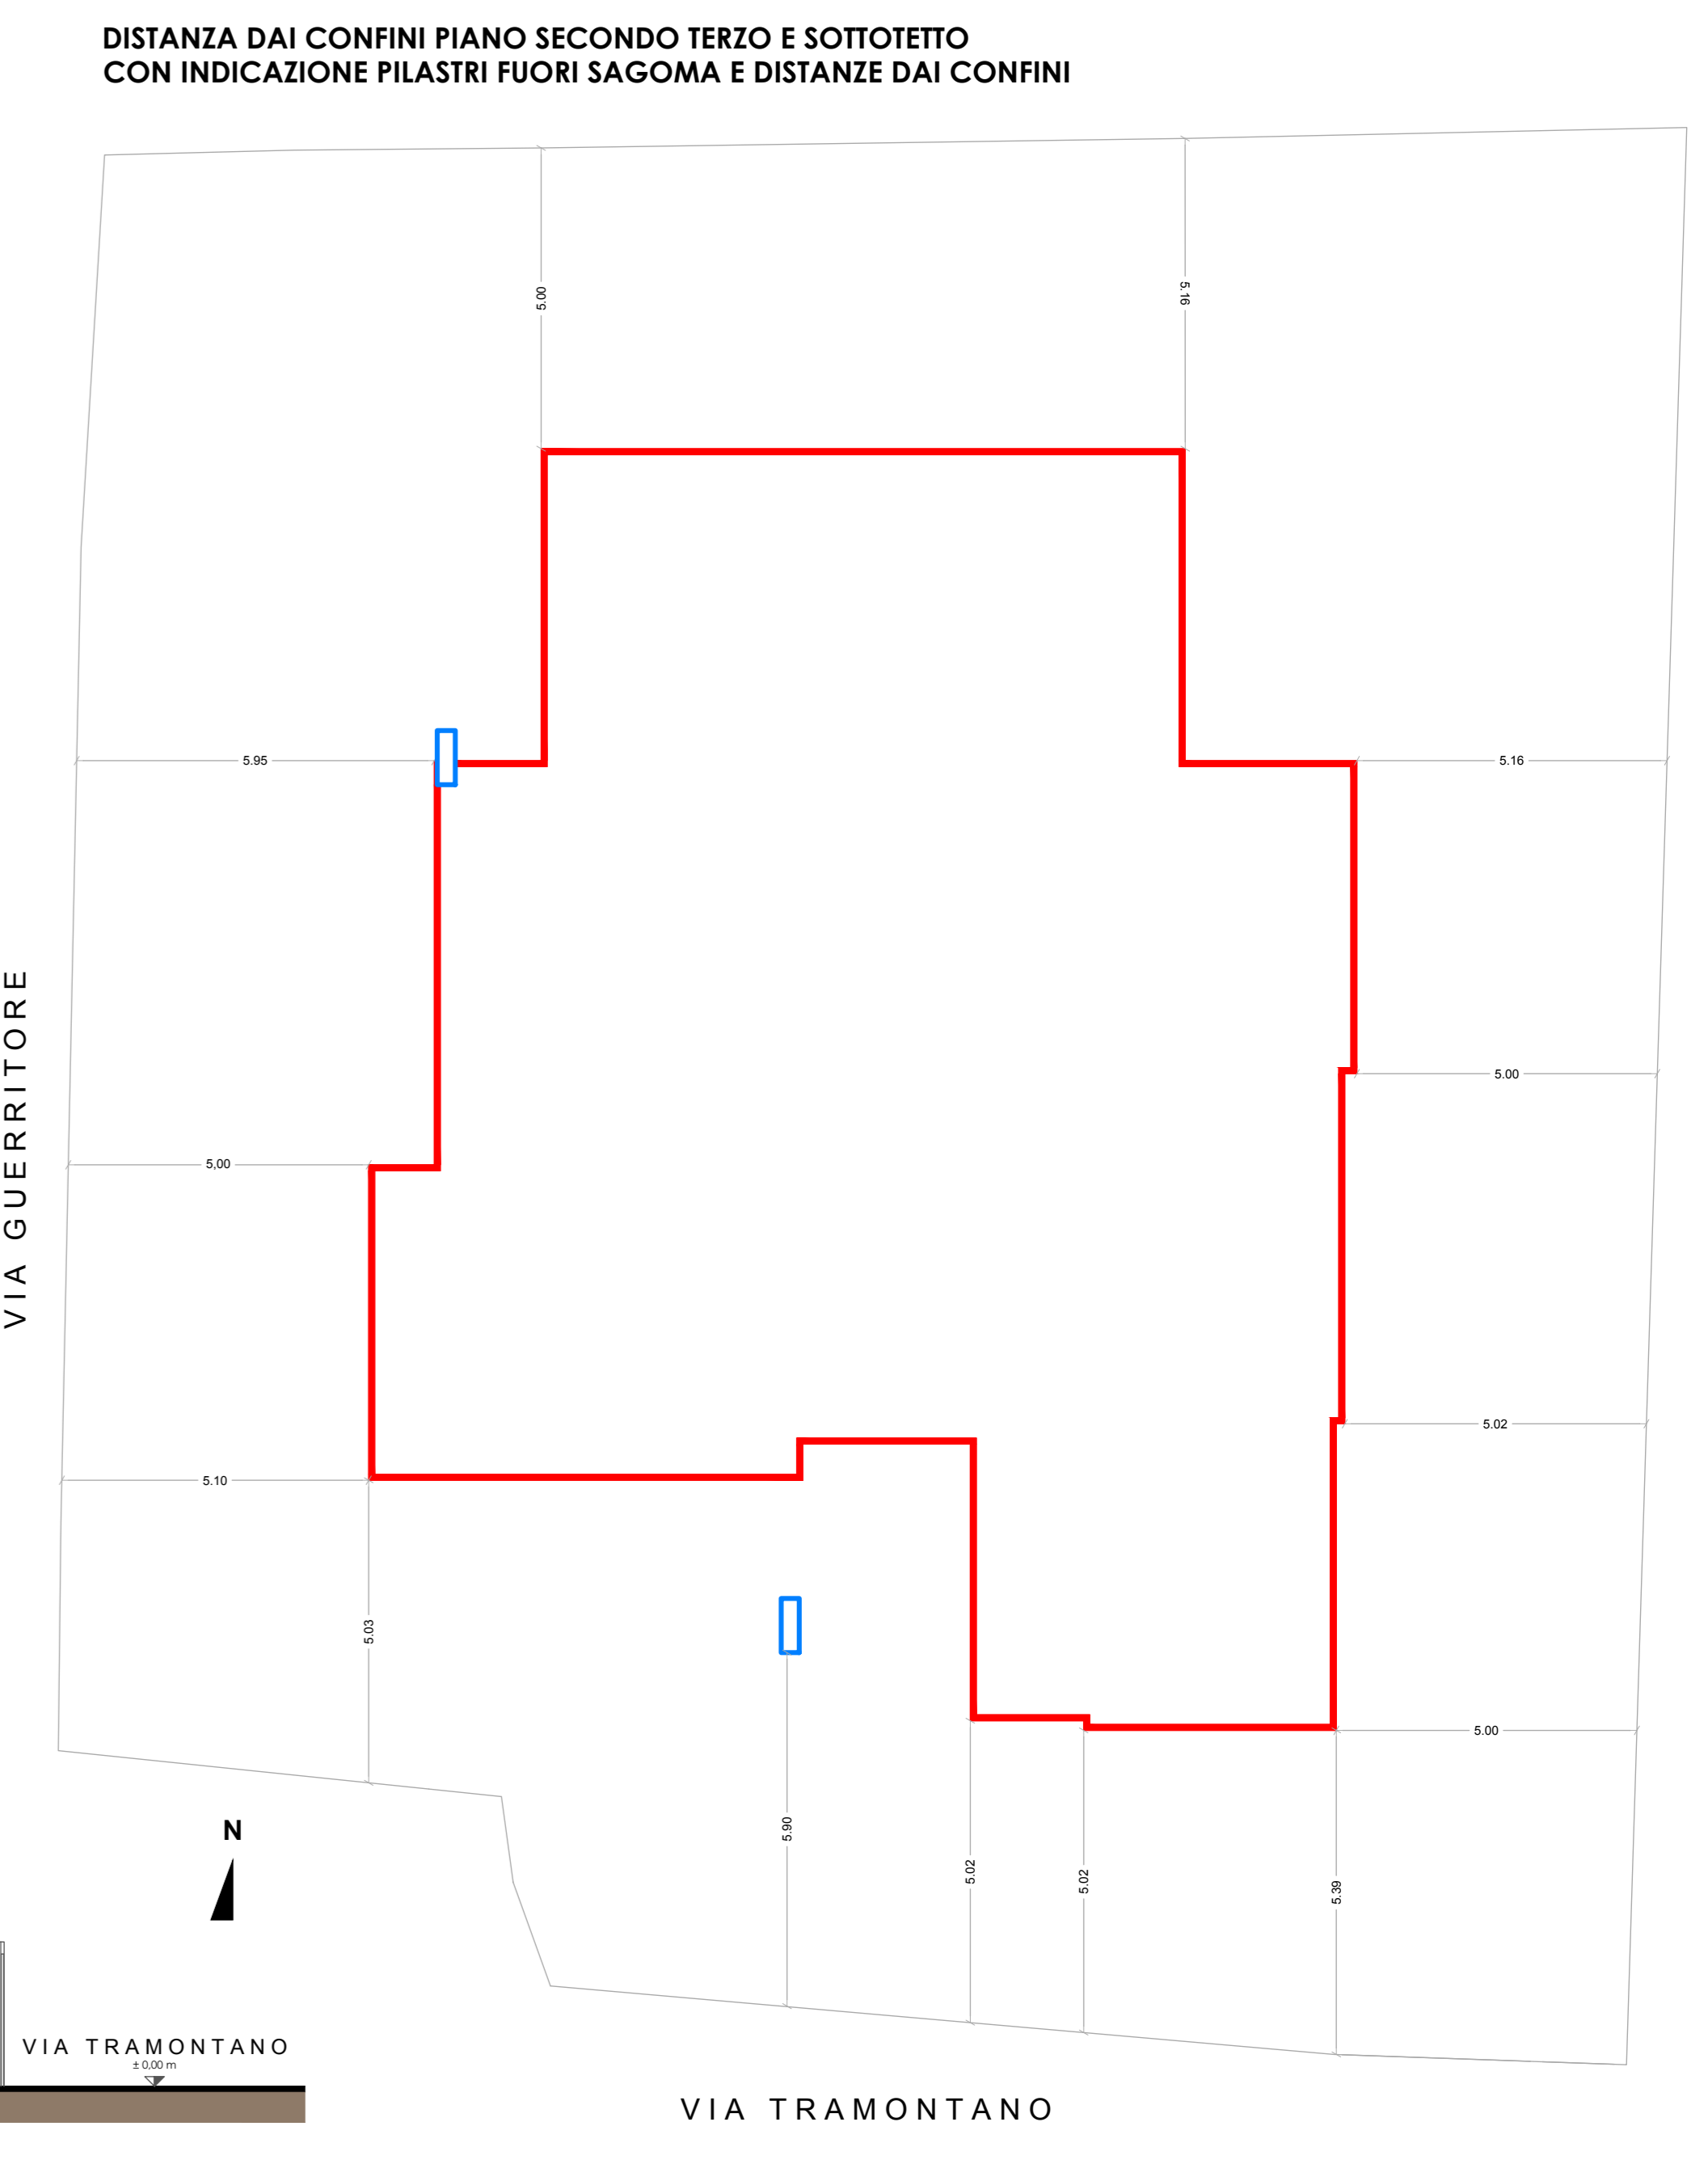 DISTANZA DAI CONFINI PIANO SECONDO TERZO E SOTTOTETTO
CON INDICAZIONE PILASTRI FUORI SAGOMA E DISTANZE DAI CONFINI
5.00
5.16
5.95
5.16
VIA GUERRITORE
5.00
5,00
5.02
5.10
5.03
5.00
5.90
5.02
5.02
5.39
N
VIA TRAMONTANO
± 0,00 m
VIA TRAMONTANO